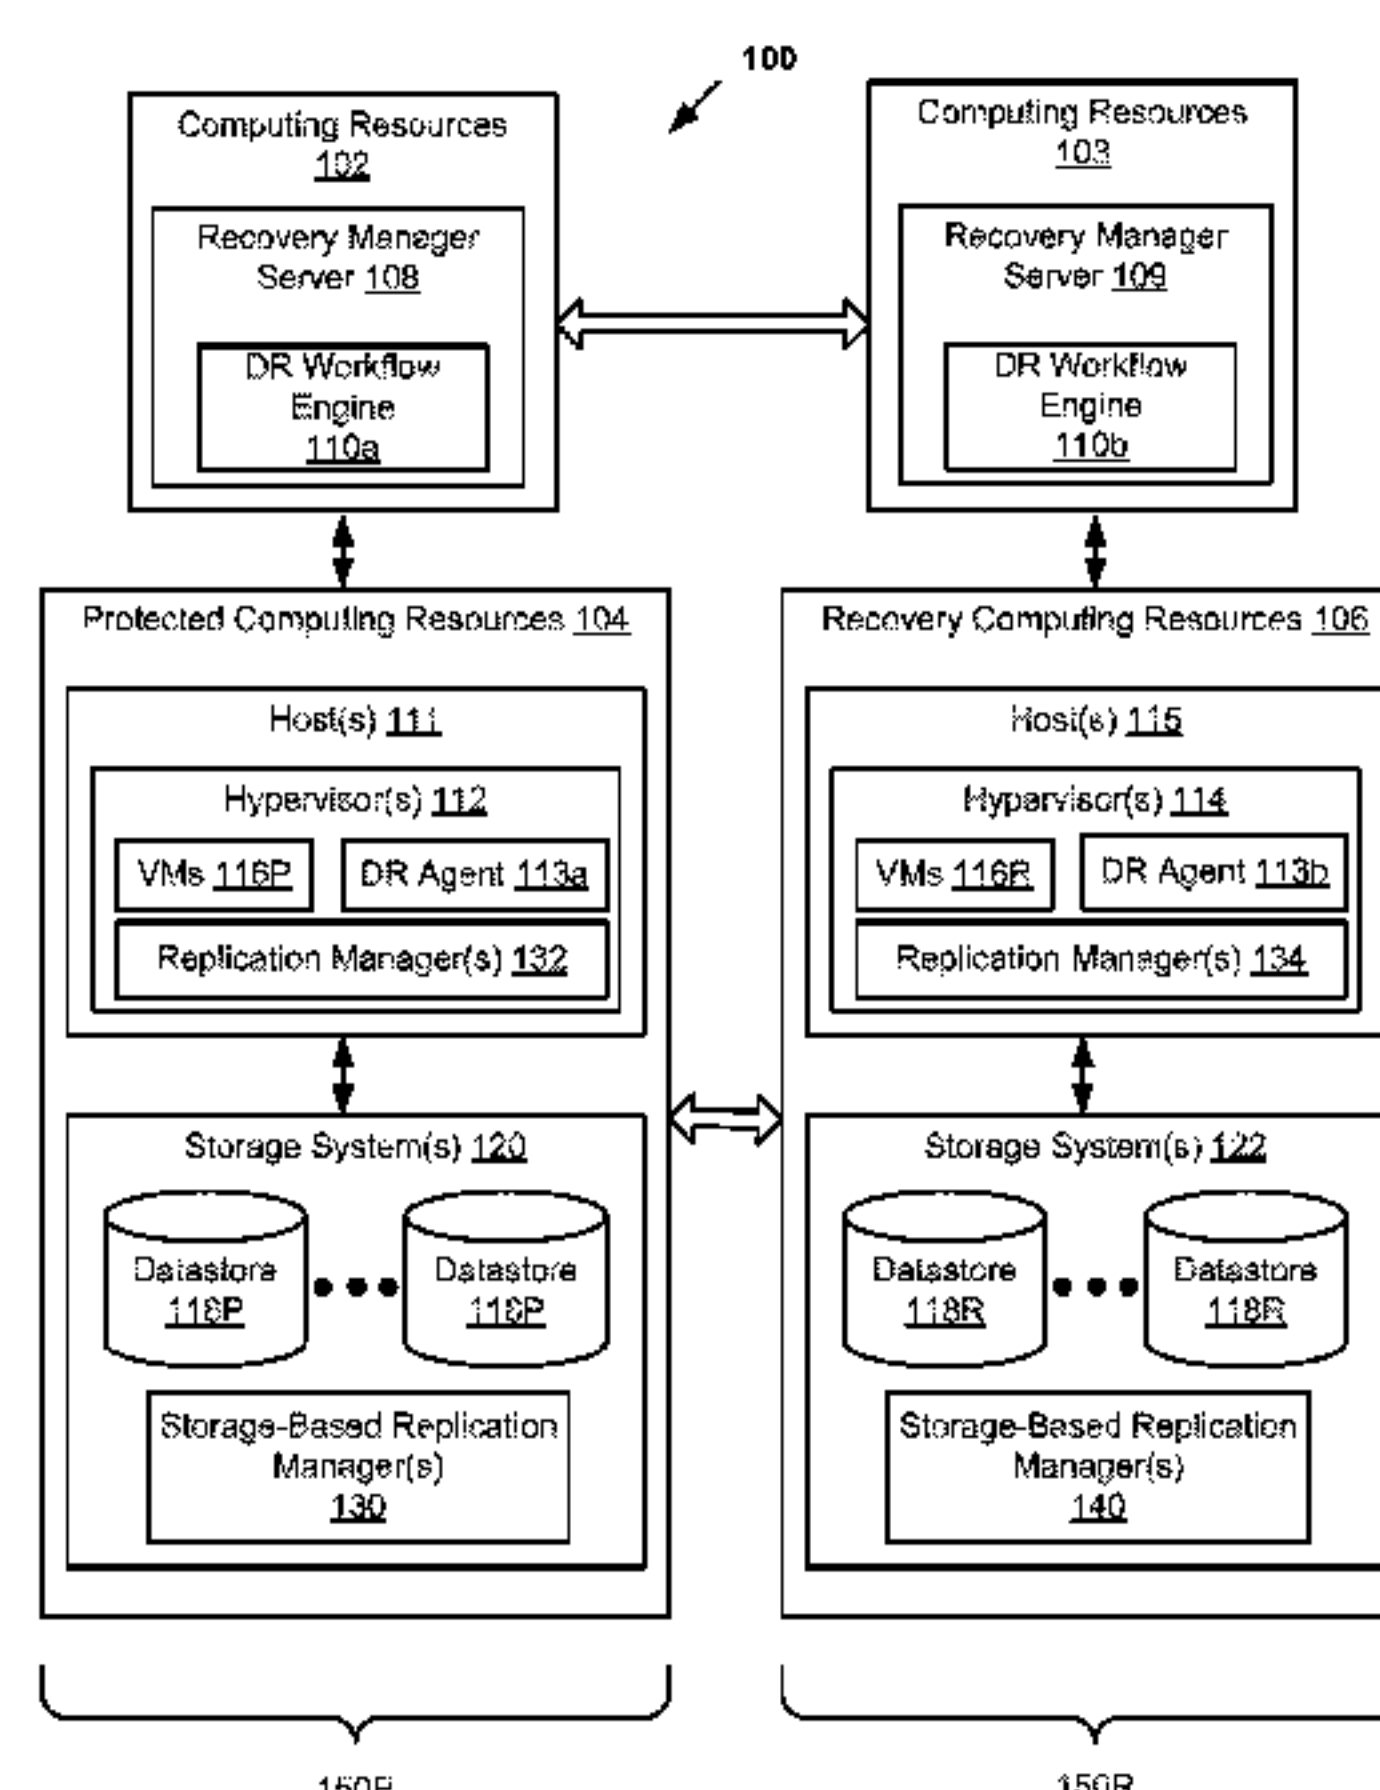 100
Computing Resources
102
Recovery Manager
Server 108
DR Workflow
Engine
110a
Computing Resources
103
Recovery Manager
Server 109
DR Workflow
Engine
110b
Protected Computing Resources 104
Host(s) 111
Hypervisor(s) 112
VMs 116P
DR Agent 113a
Replication Manager(s) 132
Storage System(s) 120
Datastore
118P
Datastore
118P
Storage-Based Replication
Manager(s)
130
Recovery Computing Resources 106
Host(s) 115
Hypervisor(s) 114
VMs 116R
DR Agent 113b
Replication Manager(s) 134
Storage System(s) 122
Datastore
118R
Datastore
118R
Storage-Based Replication
Manager(s)
140